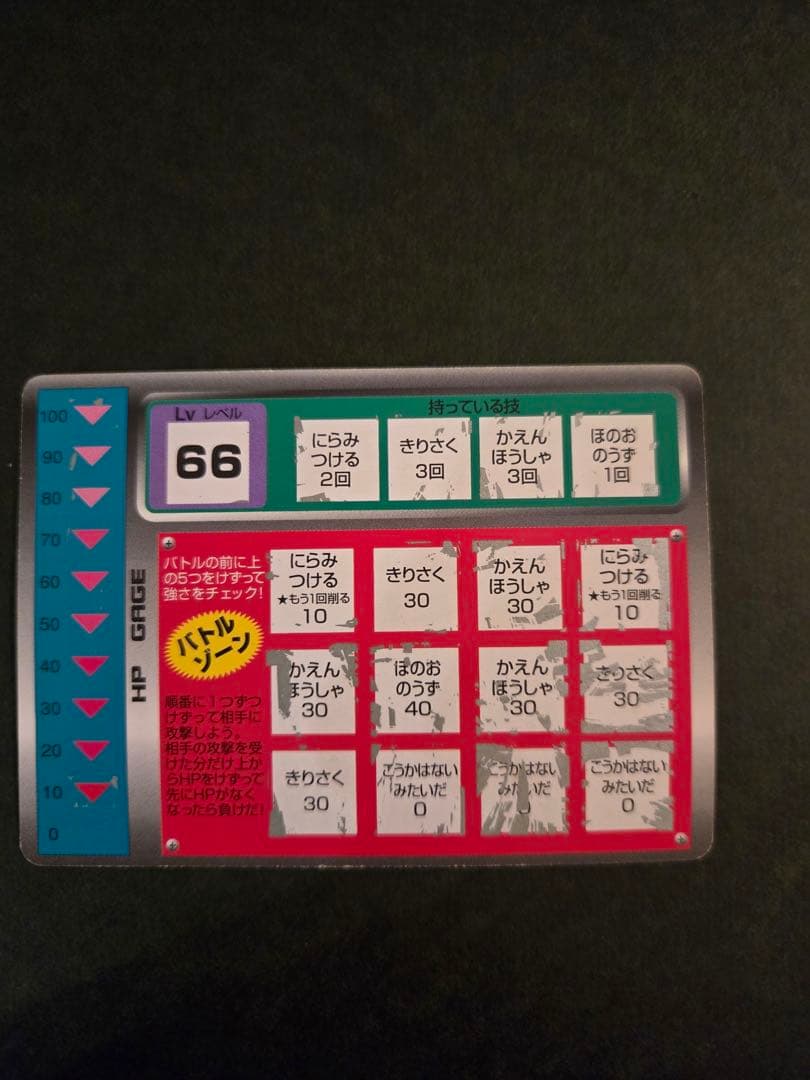 Lv レベル
66
持っている技
にらみ
つける
2回
きりさく
3回
かえん
ほうしゃ
3回
ほのお
のうず
1回
100
90
80
70
60
50
40
30
20
10
0
HP GAGE
バトルの前に上
の5つをけずって
強さをチェック!
バトル
ゾーン
順番に1つずつ
けずって相手に
攻撃しよう。
相手の攻撃を受
けた分だけ上か
らHPをけずって
先にHPがなく
なったら負けだ!
にらみ
つける
★もう1回削る
10
きりさく
30
かえん
ほうしゃ
30
にらみ
つける
★もう1回削る
10
かえん
ほうしゃ
30
ほのお
のうず
40
かえん
ほうしゃ
30
きりさく
30
きりさく
30
こうかはない
みたいだ
0
こうかはない
みたいだ
0
こうかはない
みたいだ
0